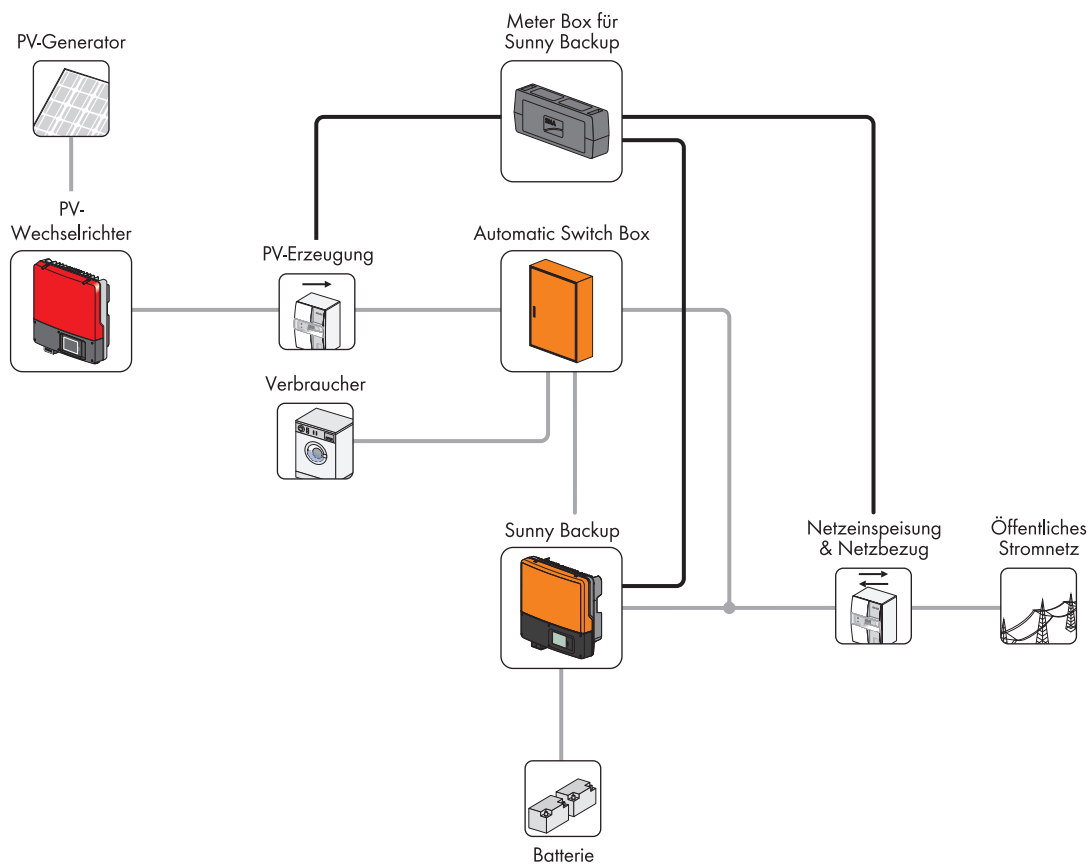 Meter Box für
Sunny Backup
PV-Generator
PV-
Wechselrichter
PV-Erzeugung
Automatic Switch Box
Verbraucher
Sunny Backup
Netzeinspeisung
& Netzbezug
Öffentliches
Stromnetz
Batterie